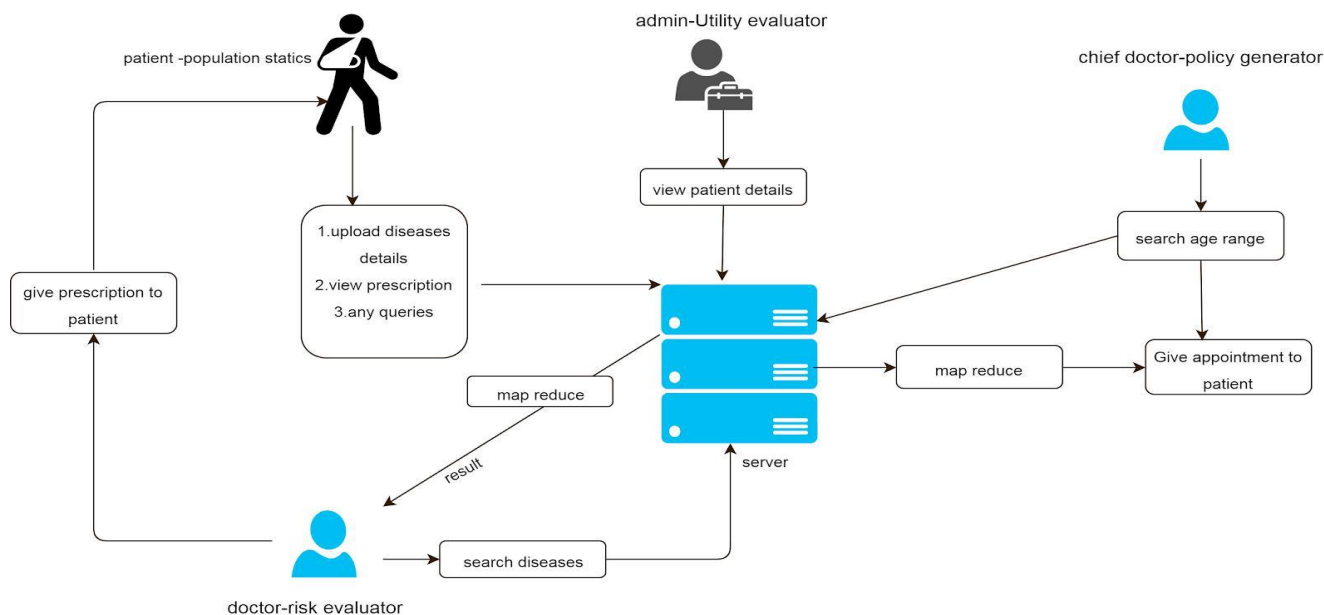 admin-Utility evaluator
patient -population statics
chief doctor-policy generator
view patient details
1.upload diseases
details
2.view prescription
3.any queries
search age range
give prescription to
patient
map reduce
map reduce
Give appointment to
patient
result
server
search diseases
doctor-risk evaluator